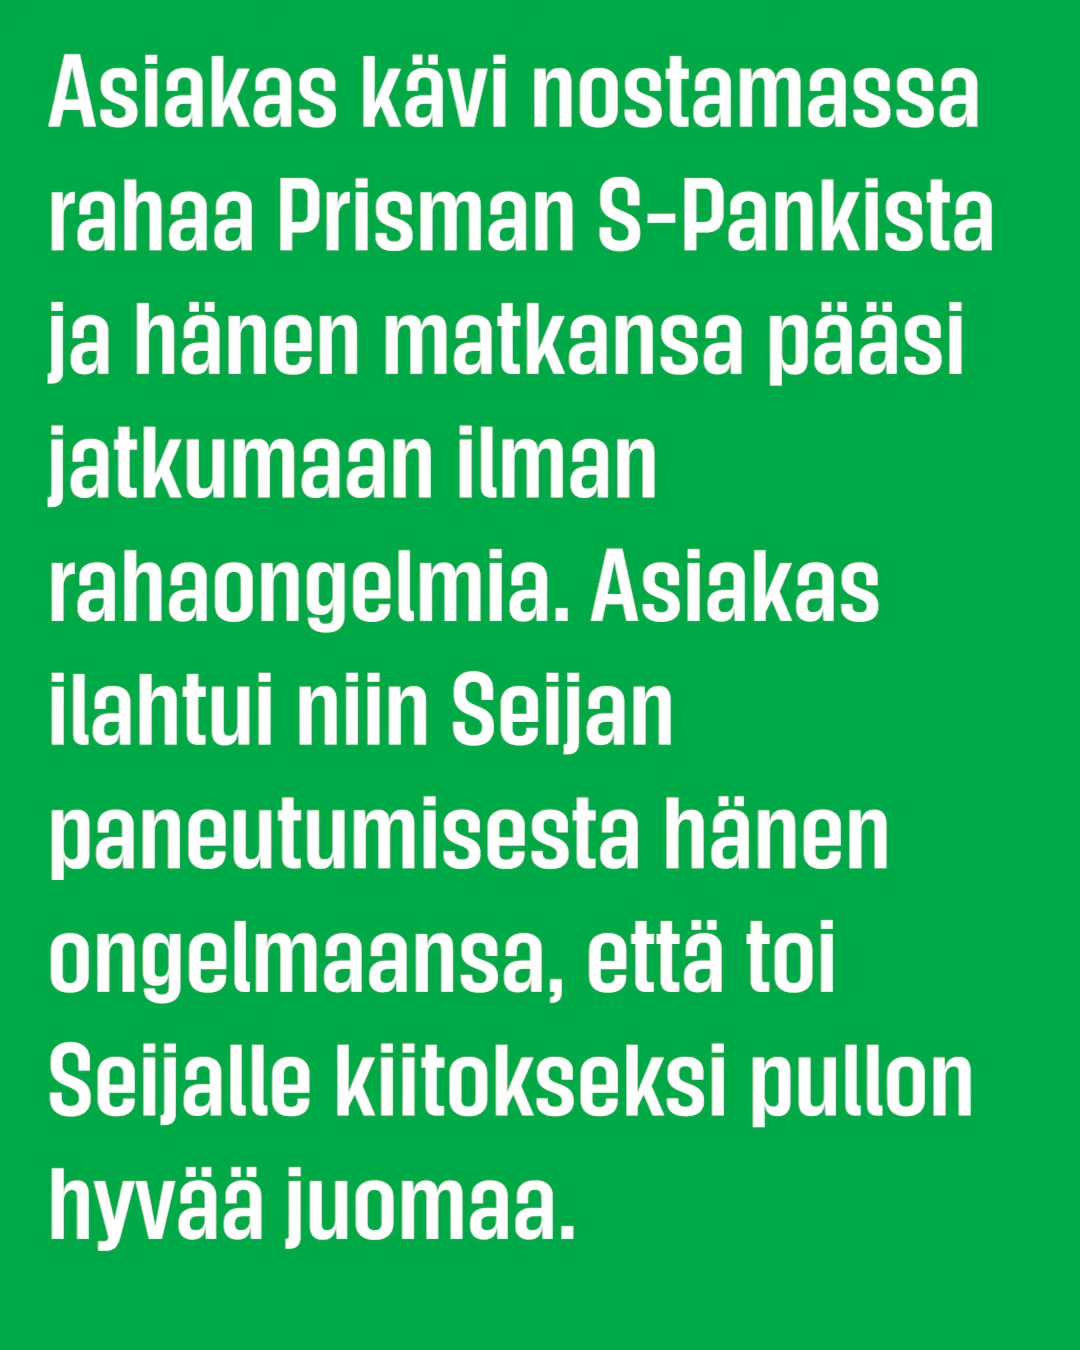 Asiakas kävi nostamassa
rahaa Prisman S-Pankista
ja hänen matkansa pääsi
jatkumaan ilman
rahaongelmia. Asiakas
ilahtui niin Seijan
paneutumisesta hänen
ongelmaansa, että toi
Seijalle kiitokseksi pullon
hyvää juomaa.